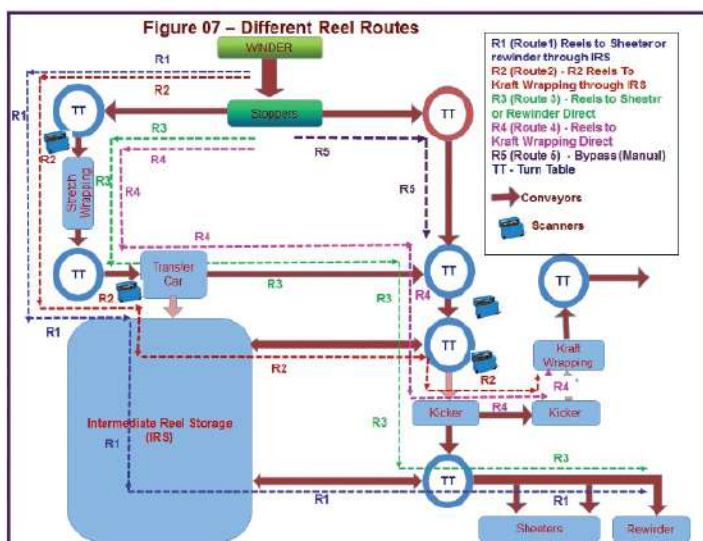 Figure 07 – Different Reel Routes
WINDER
R1 (Route1) Reels to Sheeter or
rewinder through IRS
R2 (Route2) - R2 Reels To
Kraft Wrapping through IRS
R3 (Route 3) - Reels to Sheeter
or Rewinder Direct
R4 (Route 4) - Reels to
Kraft Wrapping Direct
R5 (Route 5) - Bypass (Manual)
TT - Turn Table
Conveyors
Scanners
R1
R2
R1
TT
Stoppers
TT
R3
R4
R5
R2
R3
R4
R5
Stretch Wrapping
R4
TT
R2
Transfer
Car
R3
R3
R4
TT
TT
R1
TT
R2
R2
Kraft
Wrapping
R4
Intermediate Reel Storage
(IRS)
R1
R3
Kicker
R4
Kicker
R3
TT
R1
R1
Sheeters
Rewirder